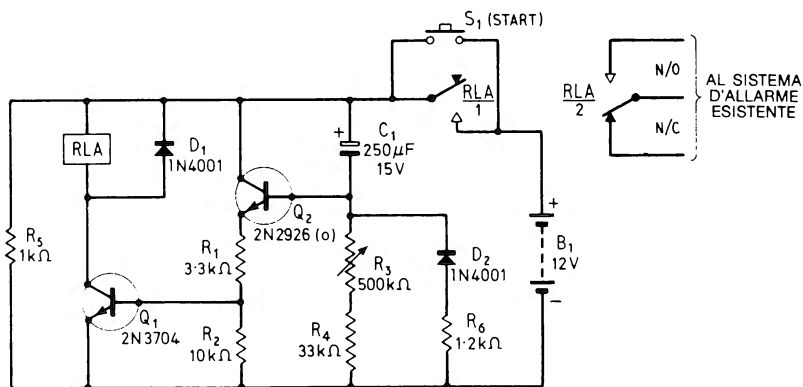 S₁ (START)
RLA
1
RLA
2
N/O
N/C
AL SISTEMA
D'ALLARME
ESISTENTE
RLA
D₁
1N4001
+
C₁
250µF
15V
Q₂
2N2926 (o)
R₅
1kΩ
R₁
3.3kΩ
R₃
500kΩ
D₂
1N4001
+
B₁
12V
-
Q₁
2N3704
R₂
10kΩ
R₄
33kΩ
R₆
1.2kΩ